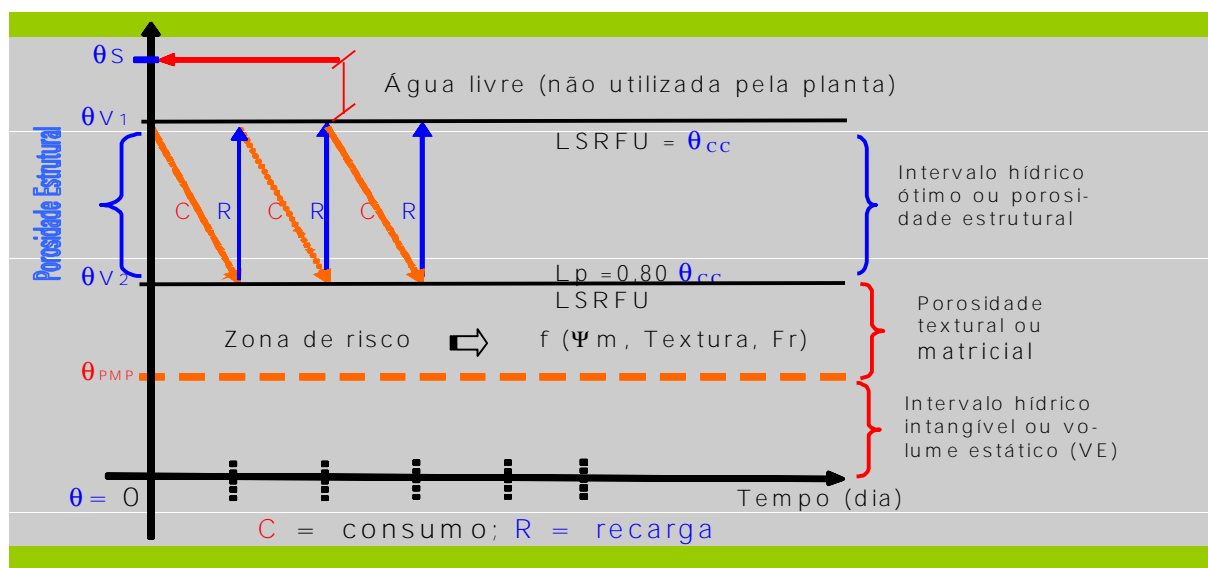 θS
Água livre (não utilizada pela planta)
θV1
LSRFU = θcc
Porosidade Estrutural
C R C R C R
Intervalo hídrico
ótimo ou porosi-
dade estrutural
θV2
Lp =0,80 θcc
LSRFU
Zona de risco f (Ψm, Textura, Fr)
Porosidade
textural ou
matricial
θPMP
Intervalo hídrico
intangível ou vo-
lume estático (VE)
θ= 0
Tempo (dia)
C = consumo; R = recarga